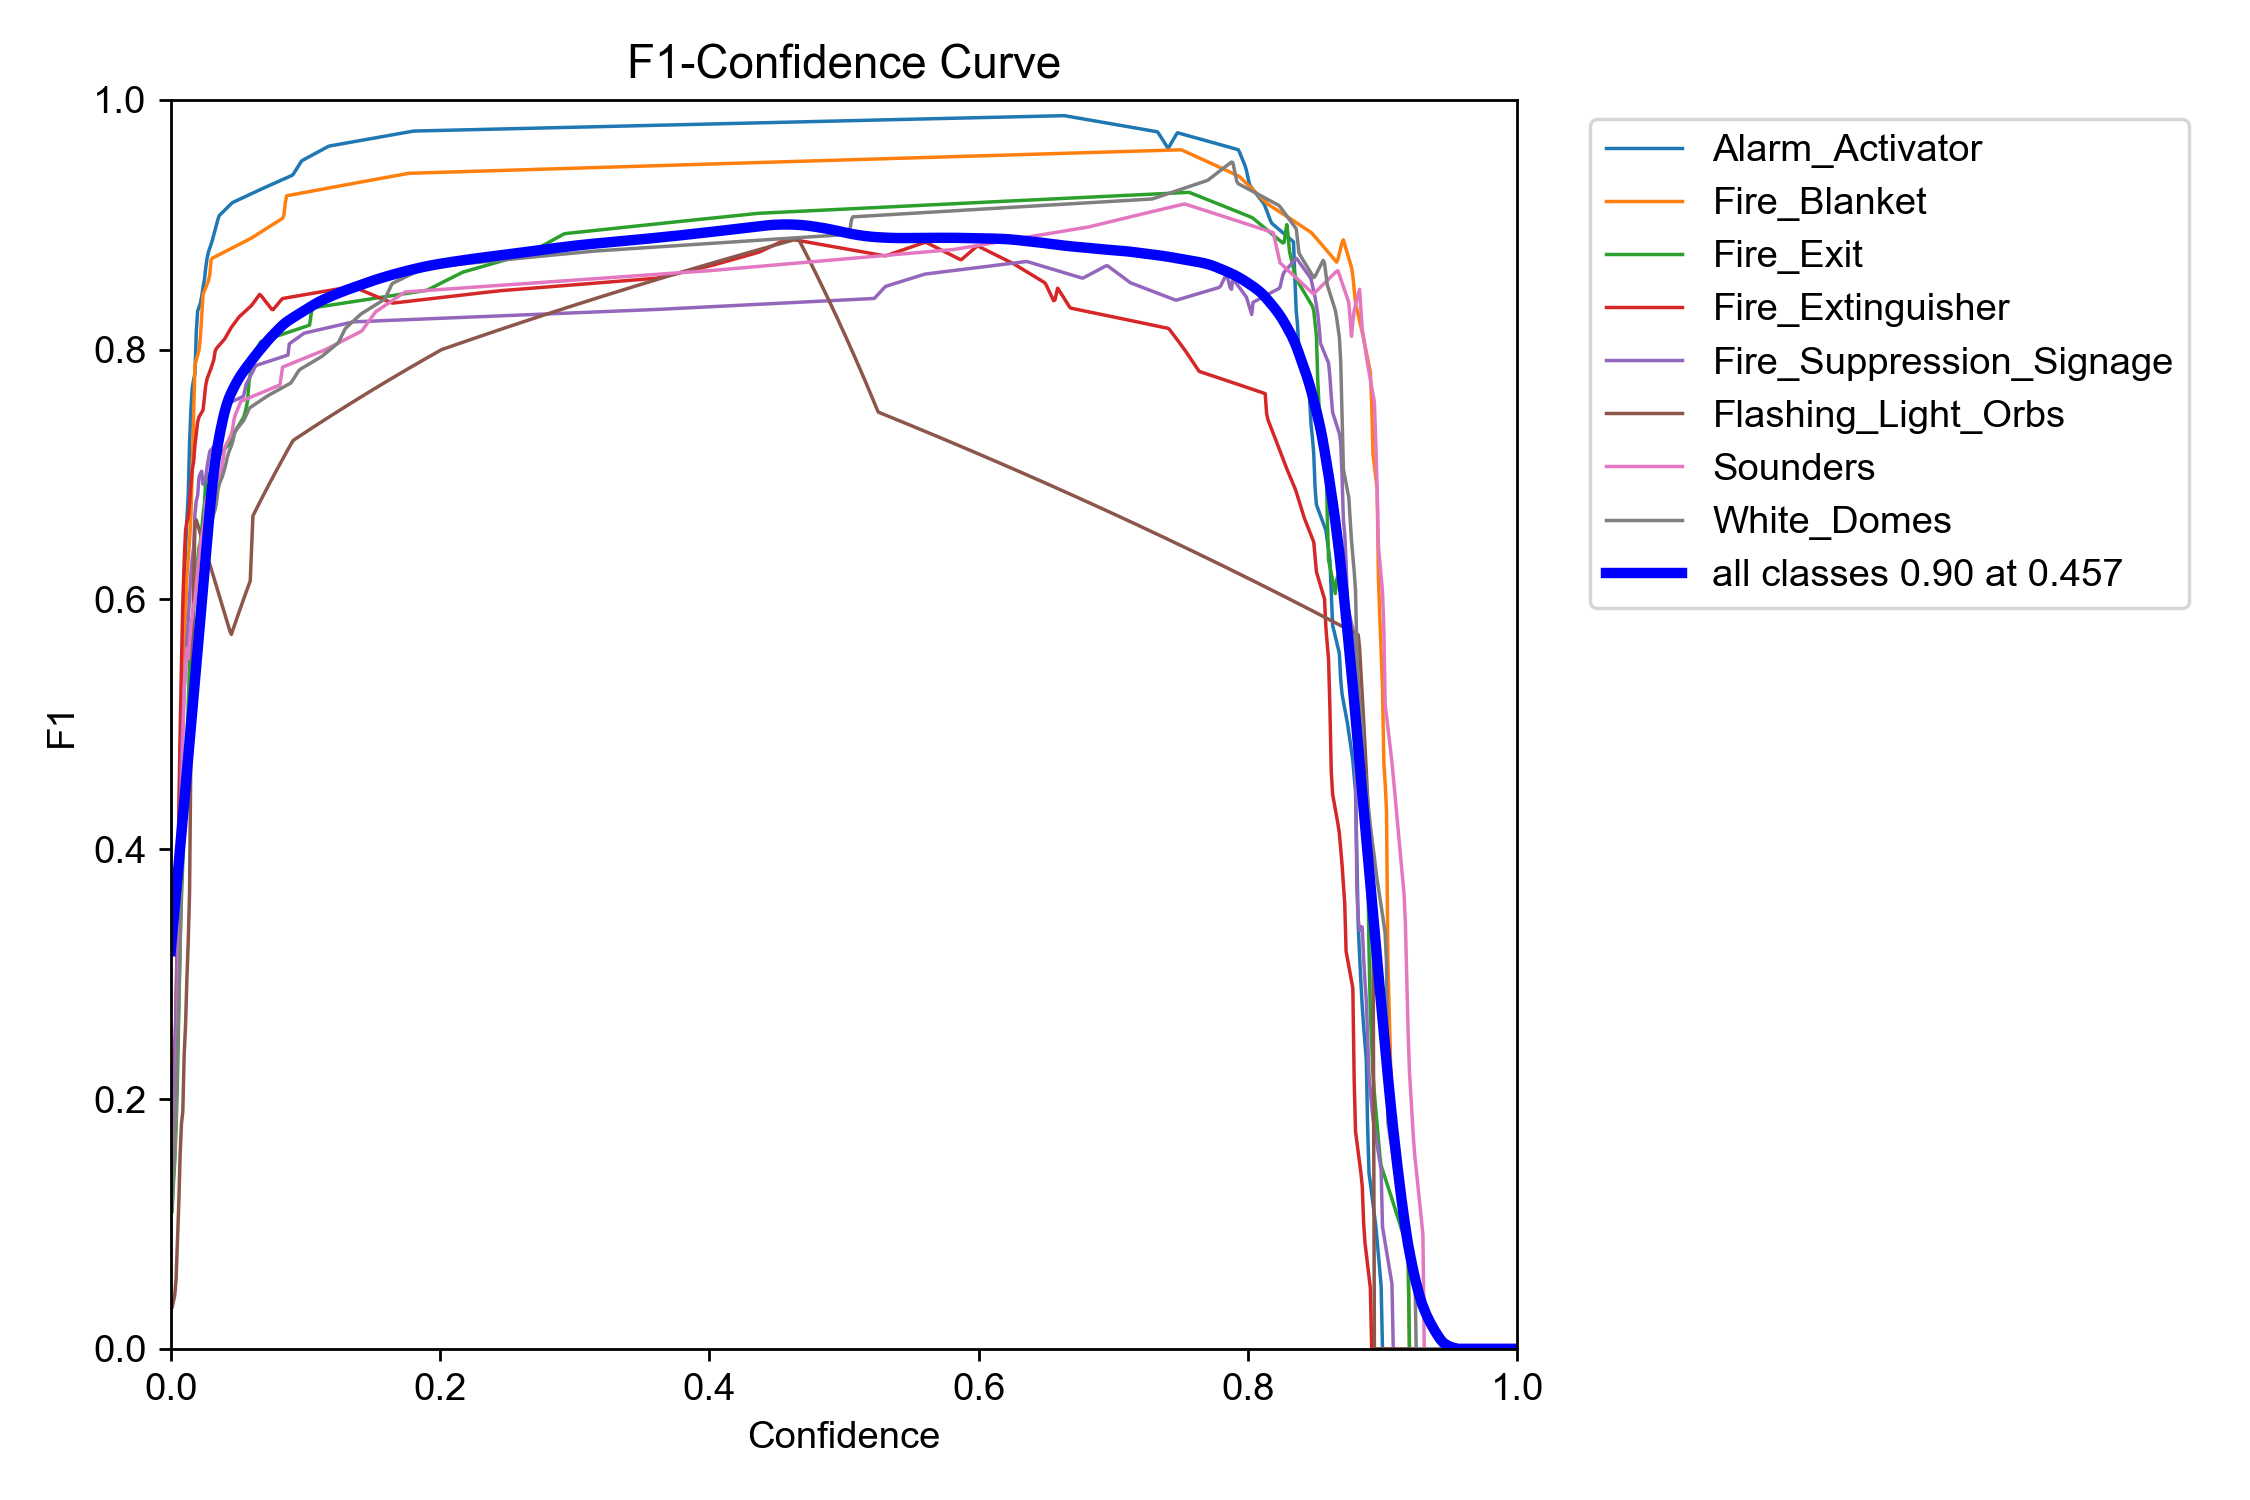 F1-Confidence Curve
1.0
0.8
0.6
0.4
0.2
0.0
F1
0.0 0.2 0.4 0.6 0.8 1.0
Confidence
Alarm_Activator
Fire_Blanket
Fire_Exit
Fire_Extinguisher
Fire_Suppression_Signage
Flashing_Light_Orbs
Sounders
White_Domes
all classes 0.90 at 0.457